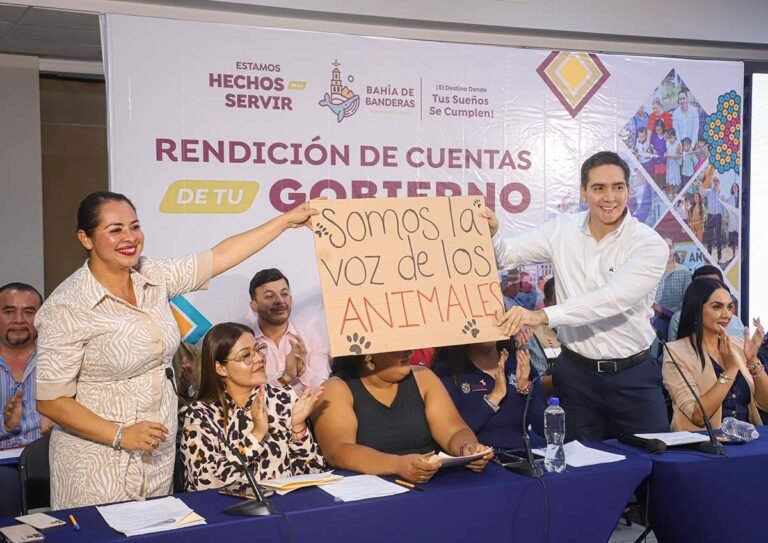 ESTAMOS
HECHOS PARA
SERVIR
BAHÍA DE
BANDERAS
¡El Destino Donde
Tus Sueños
Se Cumplen!
RENDICIÓN DE CUENTAS
DE TU GOBIERNO
SOMOS la
VOZ DE LOS
ANIMALES